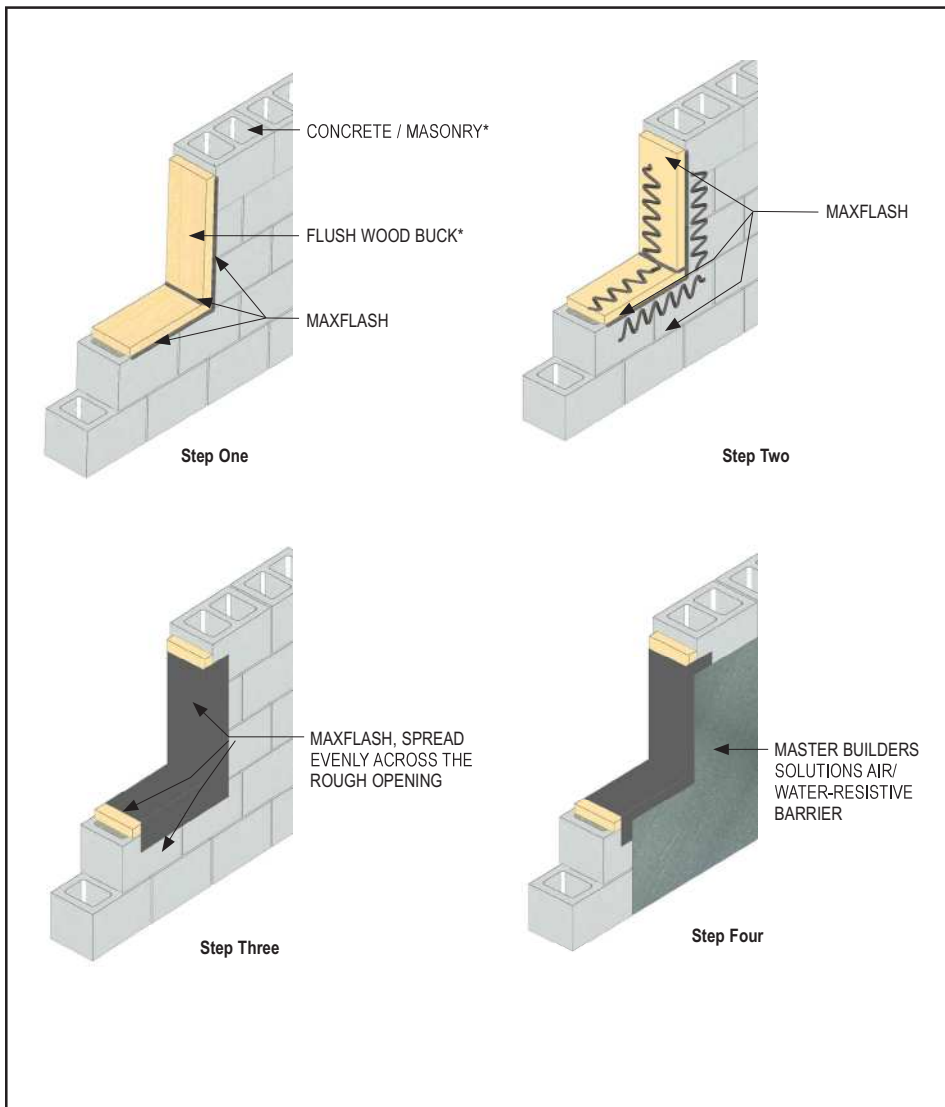 CONCRETE / MASONRY*
FLUSH WOOD BUCK*
MAXFLASH
Step One
MAXFLASH
Step Two
MAXFLASH, SPREAD
EVENLY ACROSS THE
ROUGH OPENING
Step Three
MASTER BUILDERS
SOLUTIONS AIR/
WATER-RESISTIVE
BARRIER
Step Four